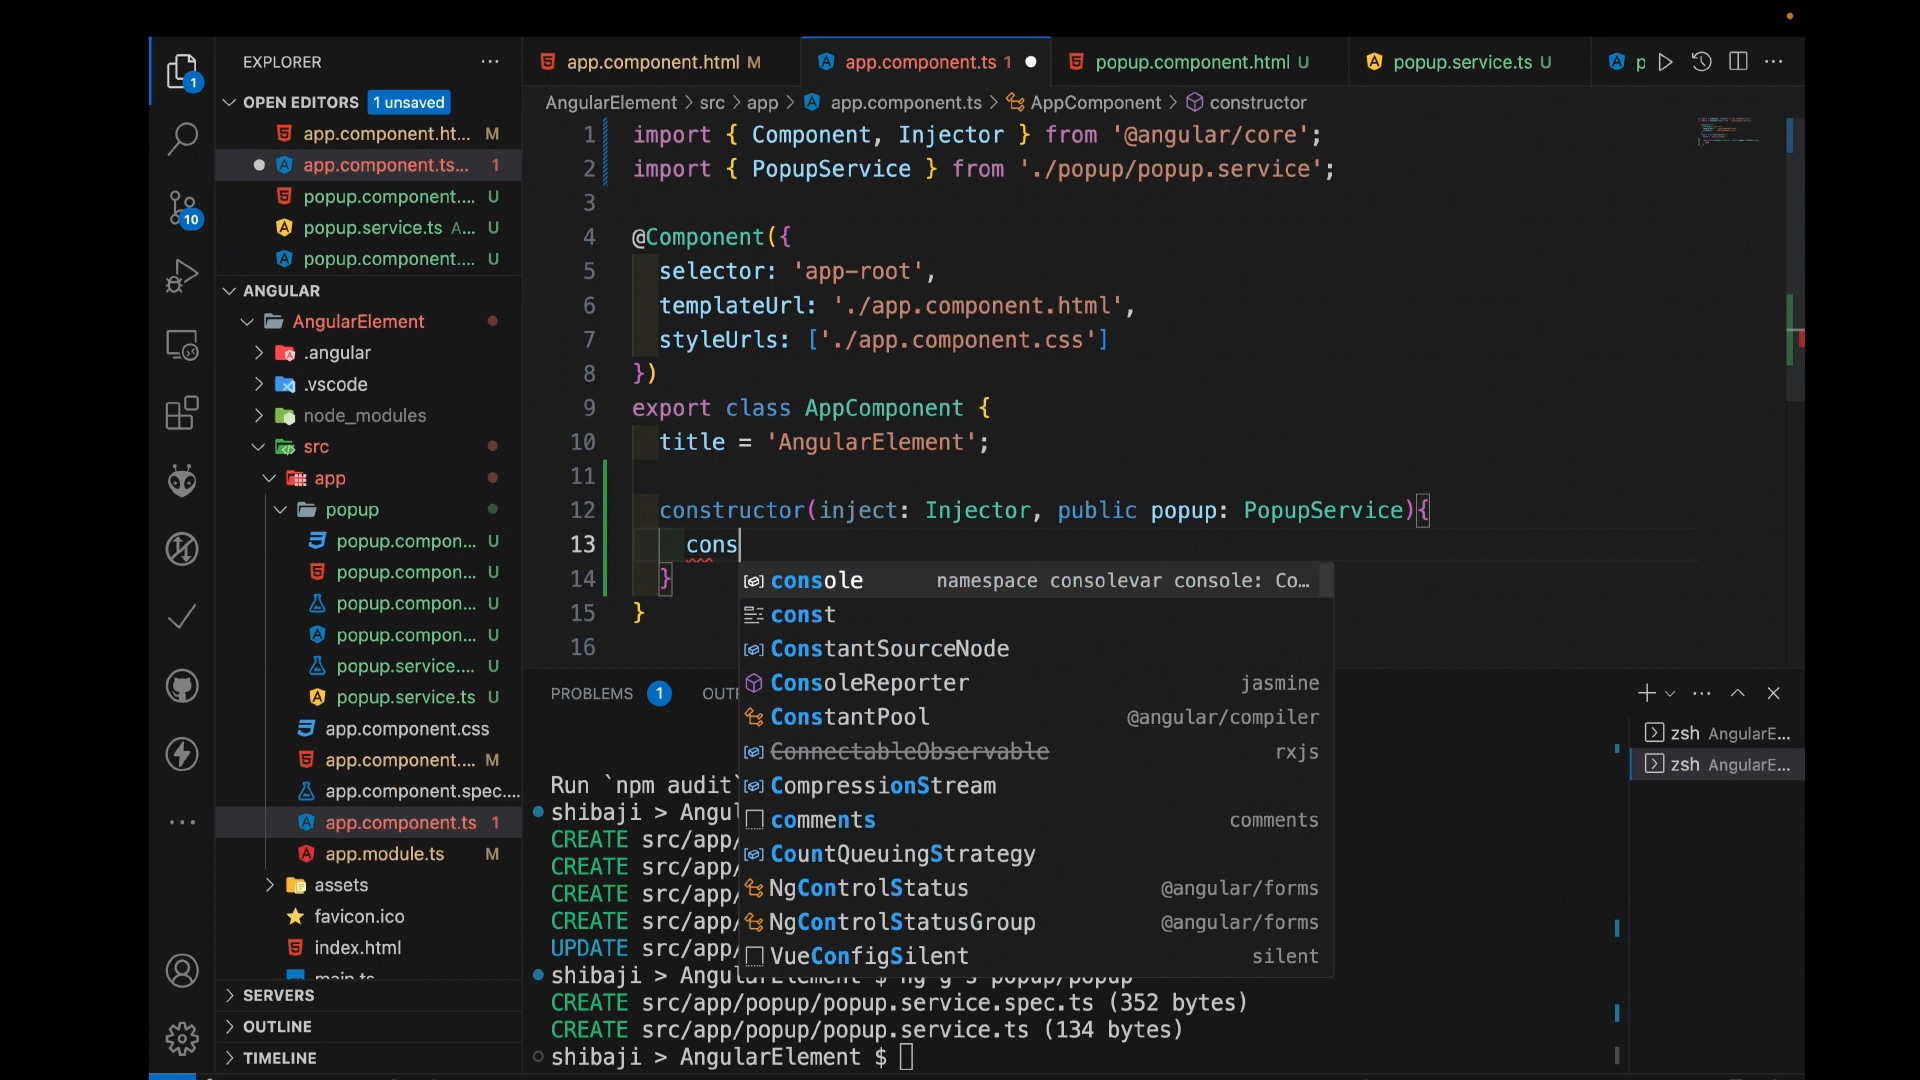 EXPLORER
OPEN EDITORS 1 unsaved
app.component.ht... M
app.component.ts... 1
popup.component.... U
popup.service.ts A... U
popup.component.... U
ANGULAR
AngularElement
.angular
.vscode
node_modules
src
app
popup
popup.compon... U
popup.compon... U
popup.compon... U
popup.compon... U
popup.service.... U
popup.service.ts U
app.component.css
app.component.... M
app.component.spec....
app.component.ts 1
app.module.ts M
assets
favicon.ico
index.html
main.ts
SERVERS
OUTLINE
TIMELINE
1
10
app.component.html M
app.component.ts 1
popup.component.html U
popup.service.ts U
p
AngularElement > src > app > app.component.ts > AppComponent > constructor
1 import { Component, Injector } from '@angular/core';
2 import { PopupService } from './popup/popup.service';
3
4 @Component({
5 selector: 'app-root',
6 templateUrl: './app.component.html',
7 styleUrls: ['./app.component.css']
8 })
9 export class AppComponent {
10 title = 'AngularElement';
11
12 constructor(inject: Injector, public popup: PopupService){
13 cons
14 }
15 }
16
console namespace consolevar console: Co...
const
ConstantSourceNode
ConsoleReporter jasmine
ConstantPool @angular/compiler
ConnectableObservable rxjs
CompressionStream
comments comments
CountQueuingStrategy
NgControlStatus @angular/forms
NgControlStatusGroup @angular/forms
VueConfigSilent silent
PROBLEMS 1 OUT
Run `npm audit`
shibaji > Angul
CREATE src/app/
CREATE src/app/
CREATE src/app/
CREATE src/app/
UPDATE src/app/
shibaji > AngularElement $ ng g s popup/popup
CREATE src/app/popup/popup.service.spec.ts (352 bytes)
CREATE src/app/popup/popup.service.ts (134 bytes)
shibaji > AngularElement $
zsh AngularE...
zsh AngularE...